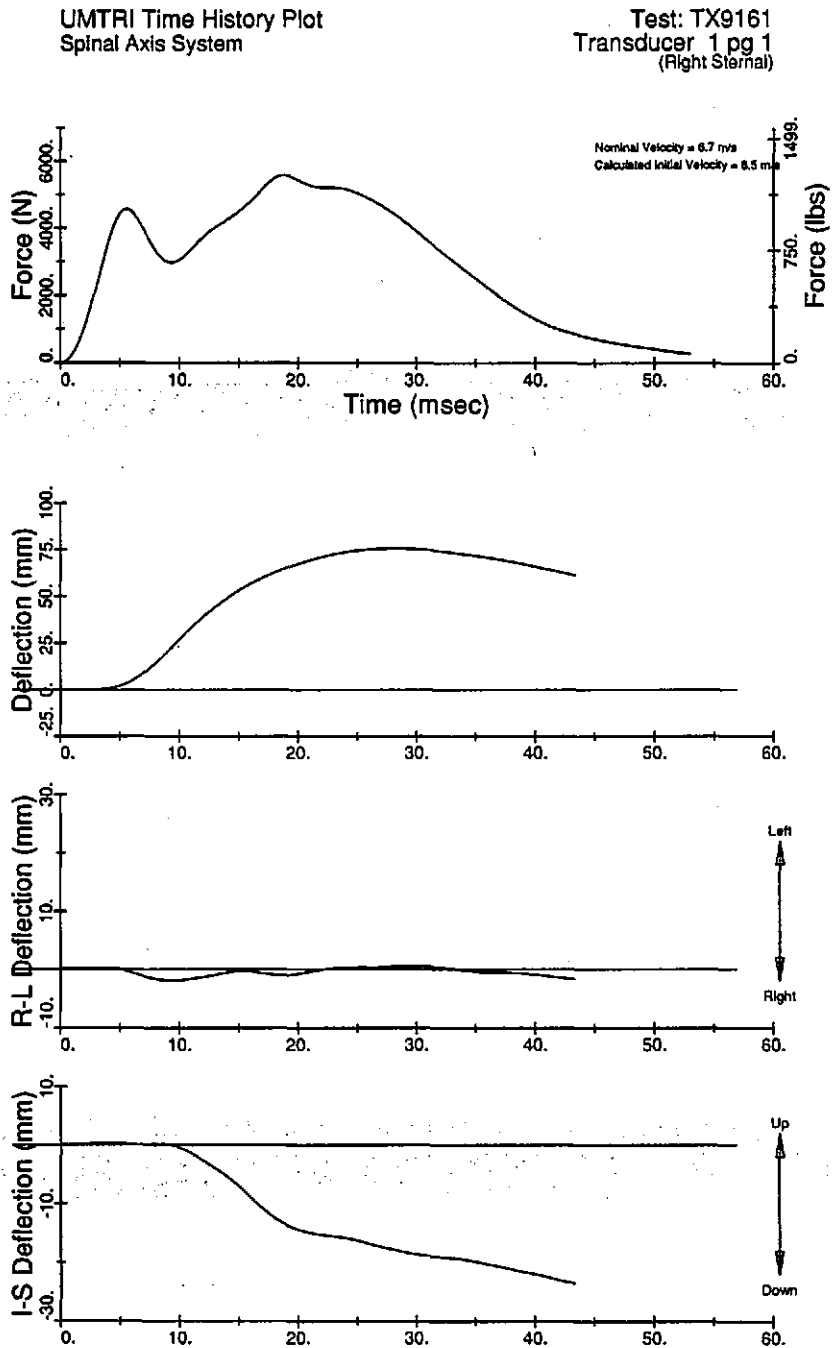 UMTRI Time History Plot
Spinal Axis System
Test: TX9161
Transducer 1 pg 1
(Right Sternal)
Nominal Velocity = 6.7 m/s
Calculated Initial Velocity = 6.5 m/s
Force (N)
0. 2000. 4000. 6000.
Force (lbs)
0. 750. 1499.
0. 10. 20. 30. 40. 50. 60.
Time (msec)
Deflection (mm)
-25. 0. 25. 50. 75. 100.
0. 10. 20. 30. 40. 50. 60.
R-L Deflection (mm)
-10. 10. 30.
Left
Right
0. 10. 20. 30. 40. 50. 60.
I-S Deflection (mm)
-30. -10. 10.
Up
Down
0. 10. 20. 30. 40. 50. 60.